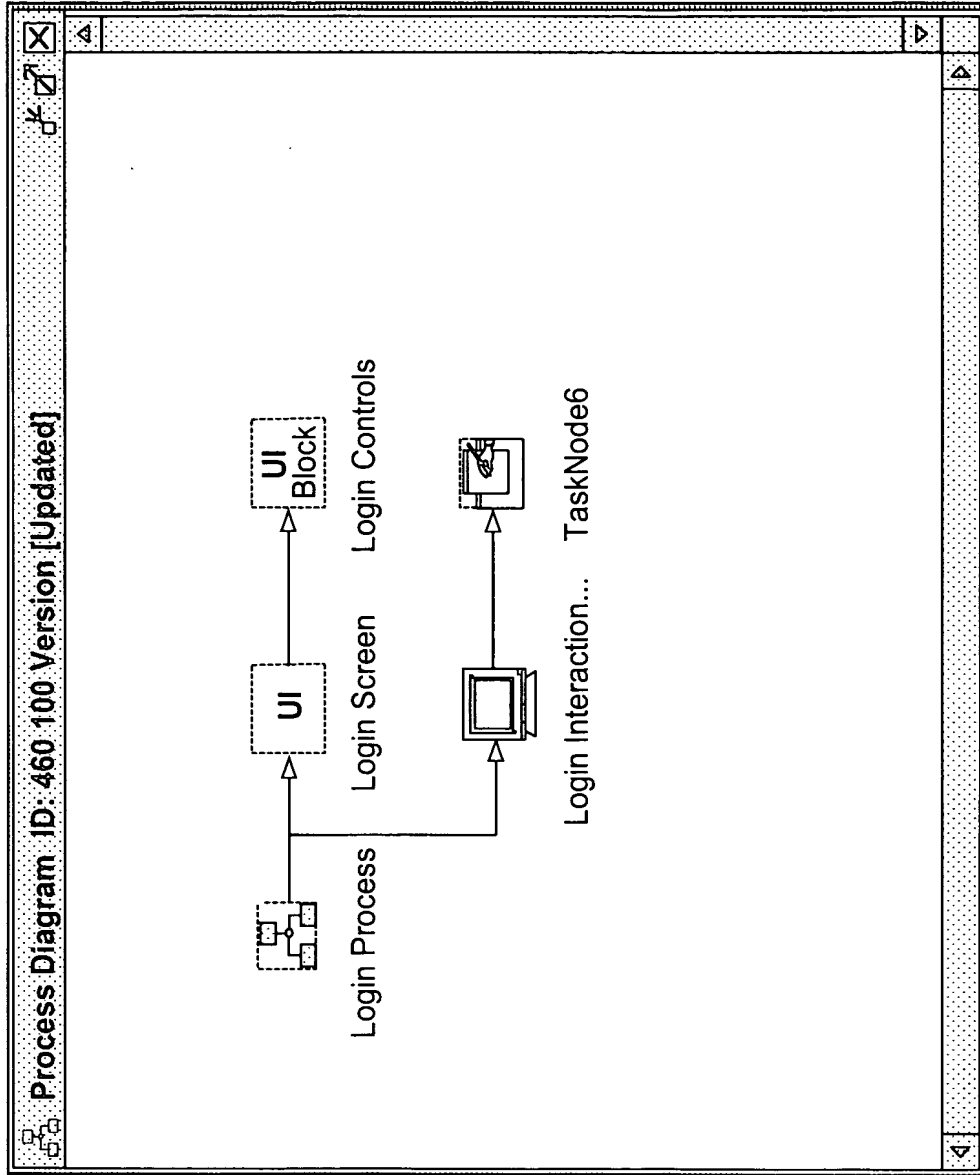 Process Diagram ID: 460 100 Version [Updated]
UI
UI
Block
Login Process
Login Screen
Login Controls
Login Interaction...
TaskNode6